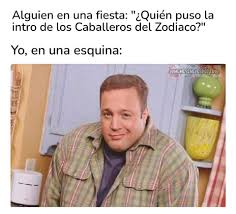 Alguien en una fiesta: "¿Quién puso la
intro de los Caballeros del Zodiaco?"
Yo, en una esquina: